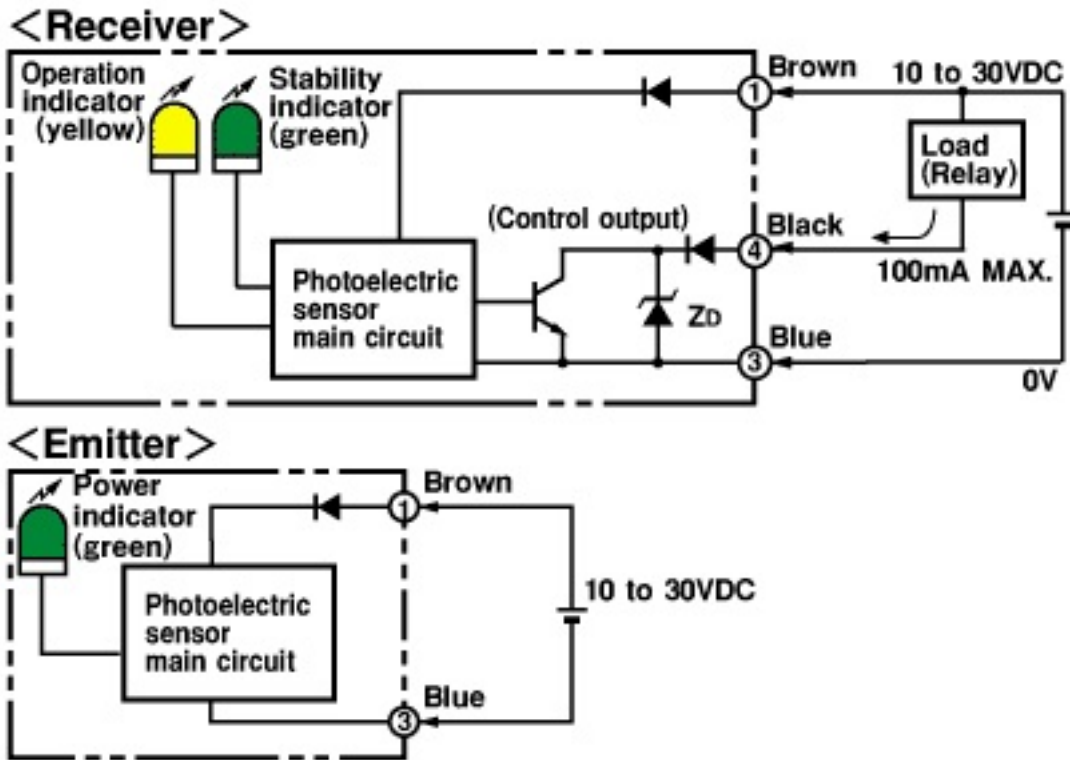 <Receiver>
Operation
indicator
(yellow)
Stability
indicator
(green)
Brown
10 to 30VDC
1
Load
(Relay)
(Control output)
Black
4
100mA MAX.
Photoelectric
sensor
main circuit
ZD
Blue
3
0V
<Emitter>
Power
indicator
(green)
Brown
1
10 to 30VDC
Photoelectric
sensor
main circuit
Blue
3